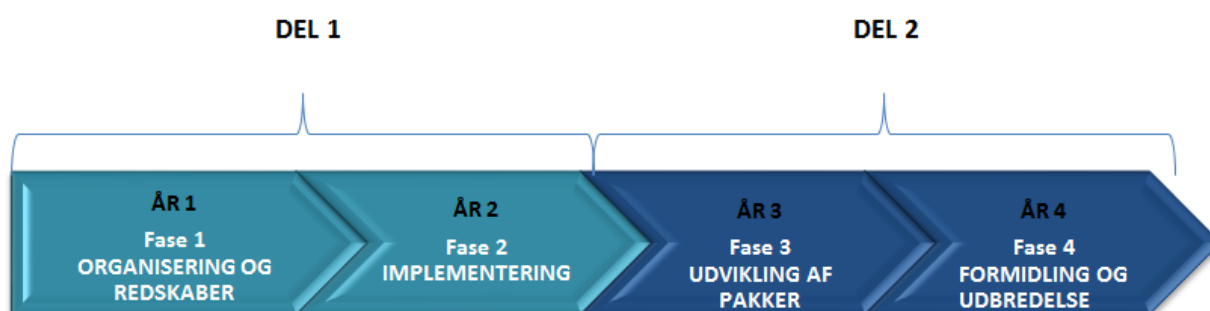 DEL 1
DEL 2
ÅR 1
Fase 1
ORGANISERING OG
REDSKABER
ÅR 2
Fase 2
IMPLEMENTERING
ÅR 3
Fase 3
UDVIKLING AF
PAKKER
ÅR 4
Fase 4
FORMIDLING OG
UDBREDELSE